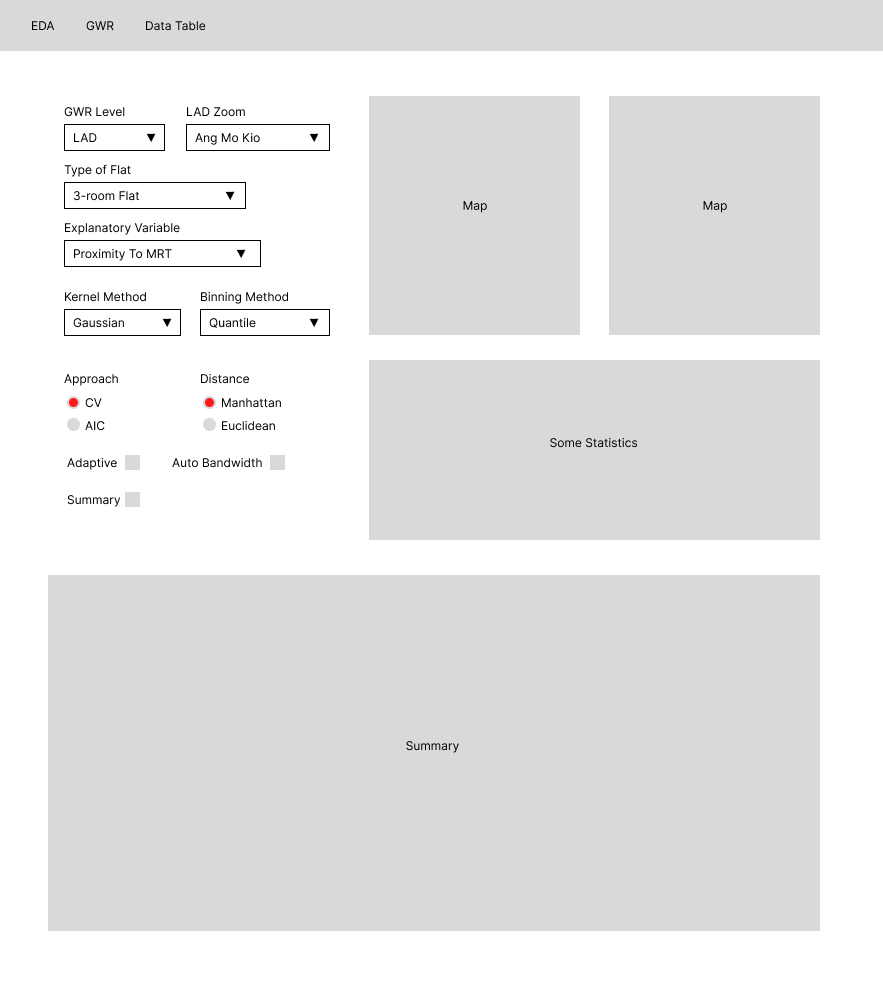 EDA GWR Data Table
GWR Level LAD Zoom
LAD ▼ Ang Mo Kio ▼
Type of Flat
3-room Flat ▼
Explanatory Variable
Proximity To MRT ▼
Kernel Method Binning Method
Gaussian ▼ Quantile ▼
Approach Distance
CV Manhattan
AIC Euclidean
Adaptive Auto Bandwidth
Summary
Map Map
Some Statistics
Summary